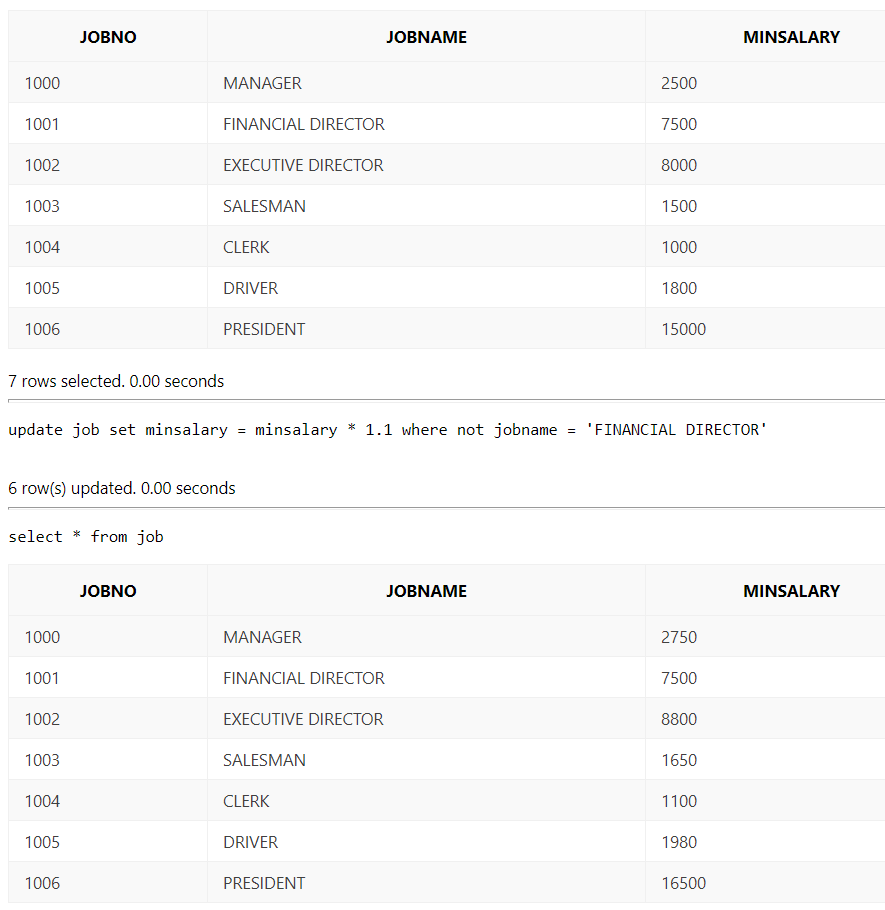 JOBNO JOBNAME MINSALARY
1000 MANAGER 2500
1001 FINANCIAL DIRECTOR 7500
1002 EXECUTIVE DIRECTOR 8000
1003 SALESMAN 1500
1004 CLERK 1000
1005 DRIVER 1800
1006 PRESIDENT 15000
7 rows selected. 0.00 seconds
update job set minsalary = minsalary * 1.1 where not jobname = 'FINANCIAL DIRECTOR'
6 row(s) updated. 0.00 seconds
select * from job
JOBNO JOBNAME MINSALARY
1000 MANAGER 2750
1001 FINANCIAL DIRECTOR 7500
1002 EXECUTIVE DIRECTOR 8800
1003 SALESMAN 1650
1004 CLERK 1100
1005 DRIVER 1980
1006 PRESIDENT 16500